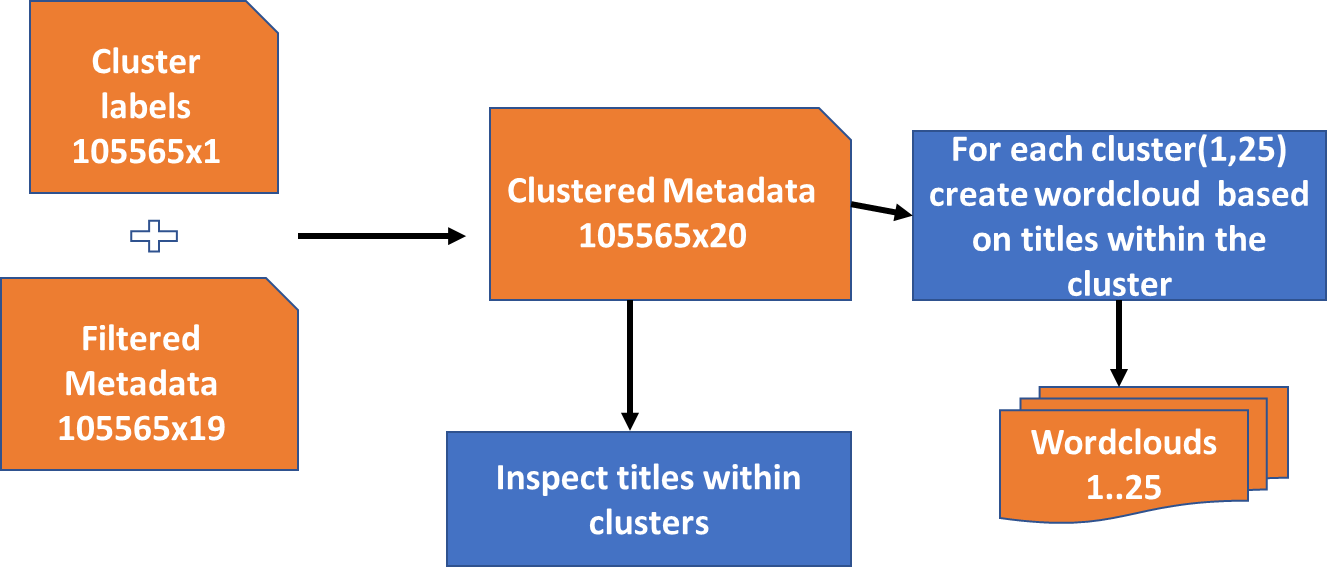 Cluster
labels
105565x1
Filtered
Metadata
105565x19
Clustered Metadata
105565x20
For each cluster(1,25)
create wordcloud  based
on titles within the
cluster
Inspect titles within
clusters
Wordclouds
1..25